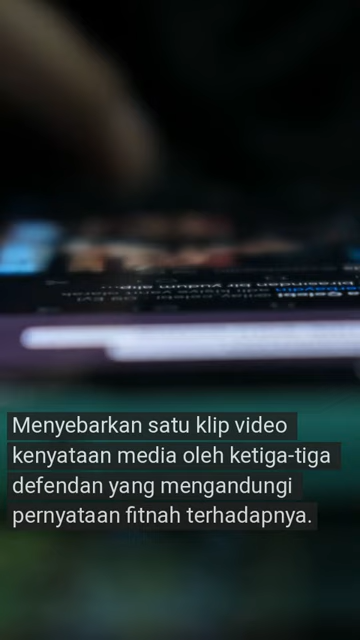 Menyebarkan satu klip video
kenyataan media oleh ketiga-tiga
defendan yang mengandungi
pernyataan fitnah terhadapnya.